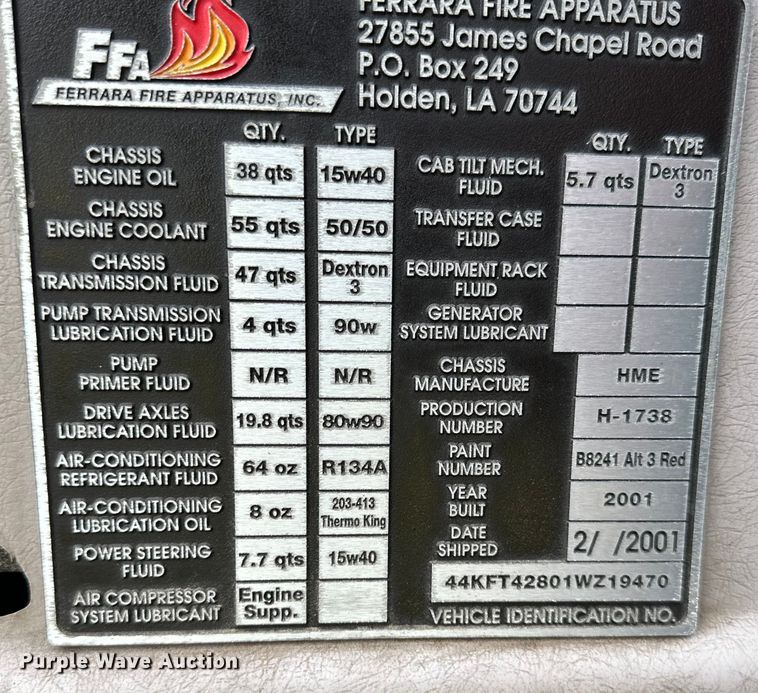 FFA
FERRARA FIRE APPARATUS, INC.
FERRARA FIRE APPARATUS
27855 James Chapel Road
P.O. Box 249
Holden, LA 70744
QTY. TYPE
CHASSIS
ENGINE OIL 38 qts 15w40
CHASSIS
ENGINE COOLANT 55 qts 50/50
CHASSIS
TRANSMISSION FLUID 47 qts Dextron
3
PUMP TRANSMISSION
LUBRICATION FLUID 4 qts 90w
PUMP
PRIMER FLUID N/R N/R
DRIVE AXLES
LUBRICATION FLUID 19.8 qts 80w90
AIR-CONDITIONING
REFRIGERANT FLUID 64 oz R134A
AIR-CONDITIONING
LUBRICATION OIL 8 oz 203-413
Thermo King
POWER STEERING
FLUID 7.7 qts 15w40
AIR COMPRESSOR
SYSTEM LUBRICANT Engine
Supp.
QTY. TYPE
CAB TILT MECH.
FLUID 5.7 qts Dextron
3
TRANSFER CASE
FLUID
EQUIPMENT RACK
FLUID
GENERATOR
SYSTEM LUBRICANT
CHASSIS
MANUFACTURE HME
PRODUCTION
NUMBER H-1738
PAINT
NUMBER B8241 Alt 3 Red
YEAR
BUILT 2001
DATE
SHIPPED 2/ /2001
44KFT42801WZ19470
VEHICLE IDENTIFICATION NO.
Purple Wave Auction